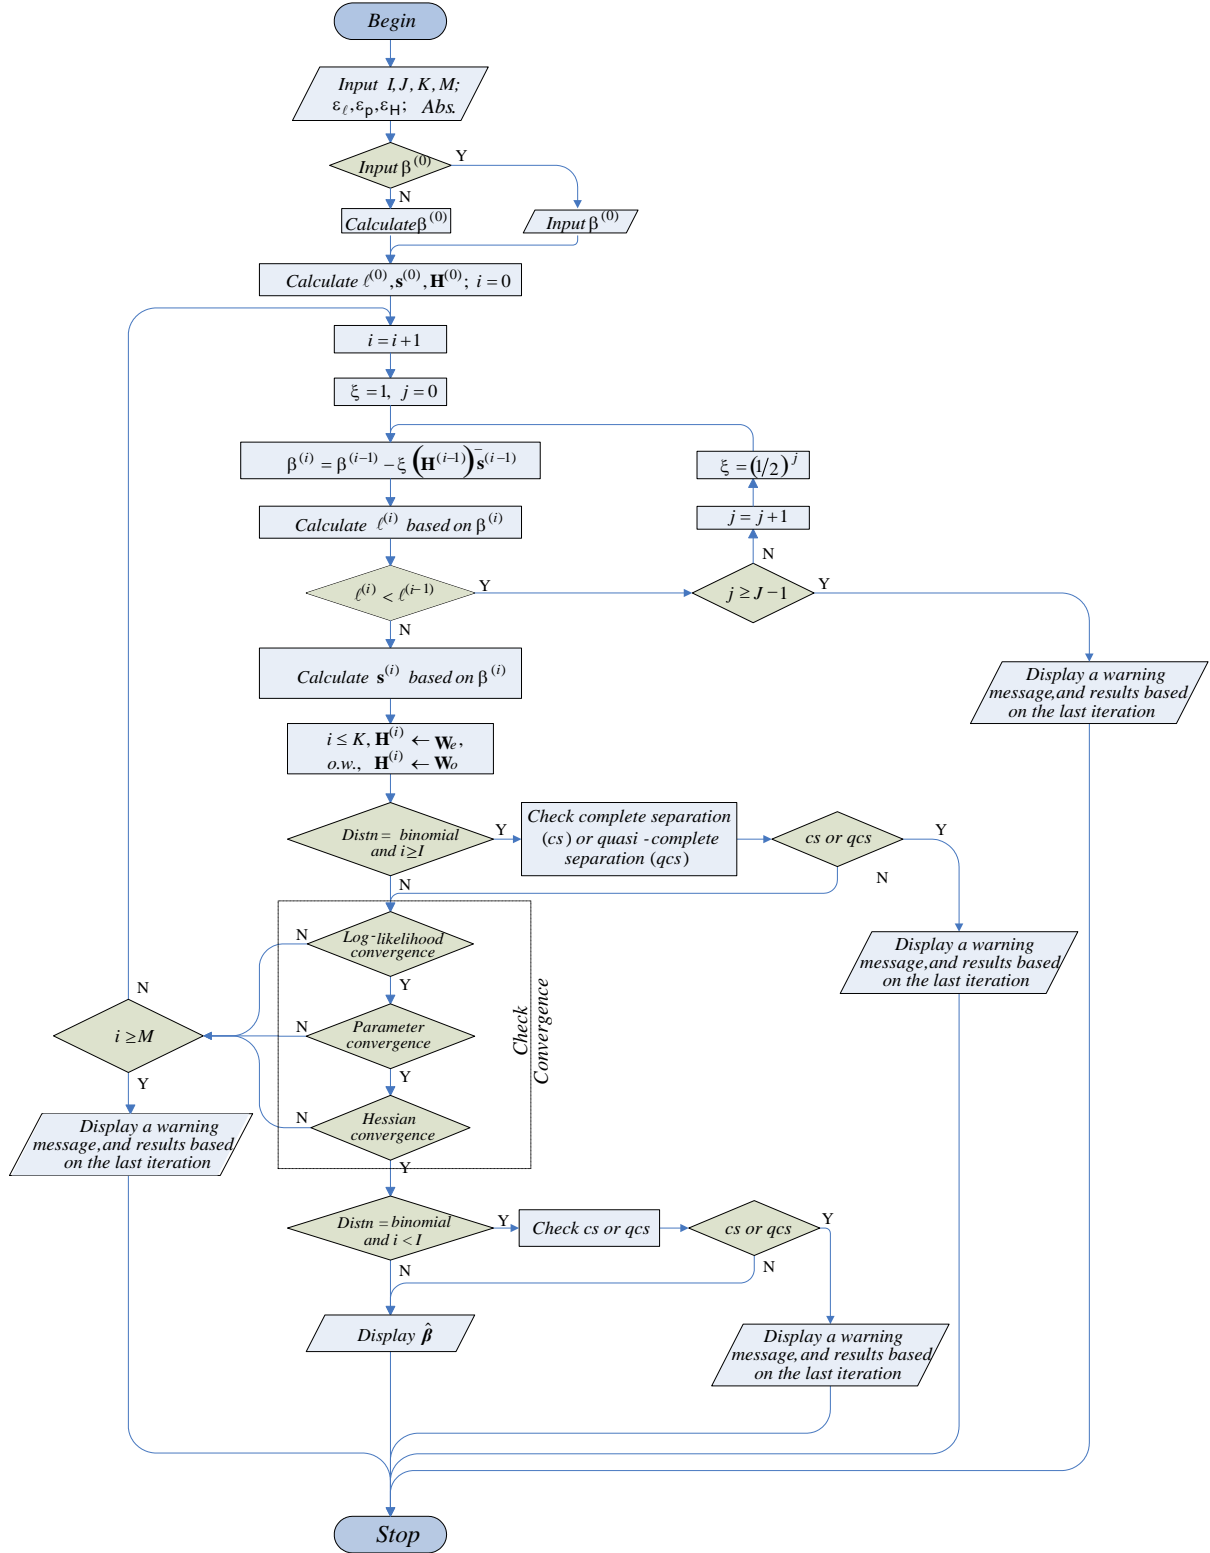 Begin
Input I, J, K, M;
εℓ,εp,εH; Abs.
Input β(0)
Y
N
Calculate β(0)
Input β(0)
Calculate ℓ(0), s(0), H(0); i = 0
i = i +1
ξ =1, j = 0
β(i) = β(i−1) − ξ (H(i−1))− s(i−1)
ξ = (1/2) j
Calculate ℓ(i) based on β(i)
j = j +1
N
ℓ(i) < ℓ(i−1)
Y
j ≥ J −1
Y
N
Calculate s(i) based on β(i)
Display a warning
message,and results based
on the last iteration
i ≤ K, H(i) ← We,
o.w., H(i) ← Wo
Distn = binomial
and i≥I
Y
Check complete separation
(cs) or quasi - complete
separation (qcs)
cs or qcs
Y
N
N
Display a warning
message,and results based
on the last iteration
N
Log-likelihood
convergence
Y
N
Parameter
convergence
Y
N
Hessian
convergence
Y
Check
Convergence
N
i ≥ M
Y
Display a warning
message,and results based
on the last iteration
Distn = binomial
and i < I
Y
Check cs or qcs
cs or qcs
Y
N
N
Display β̂
Display a warning
message,and results based
on the last iteration
Stop